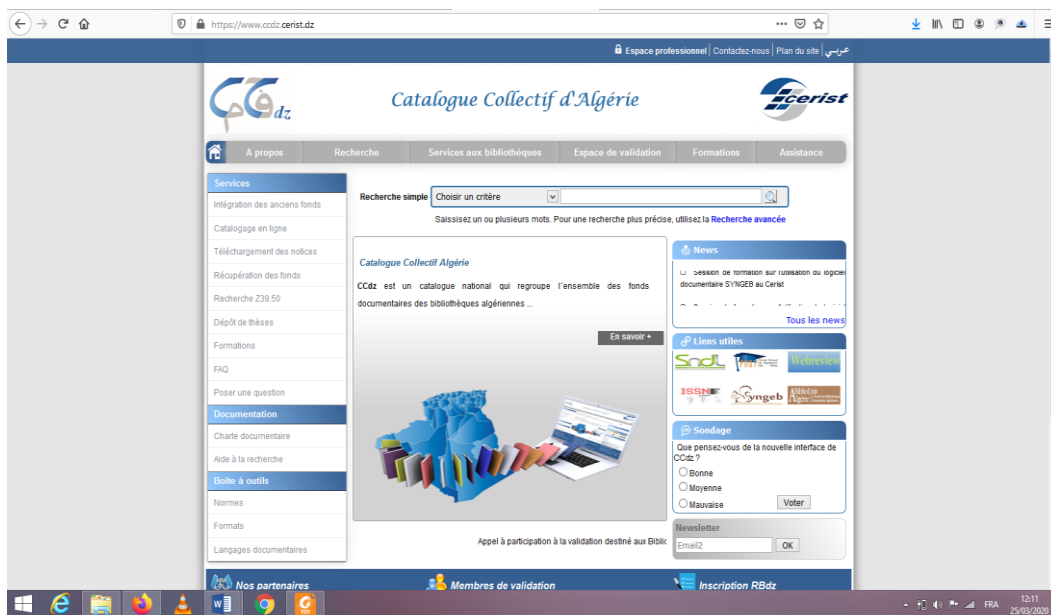 https://www.ccdz.cerist.dz
Espace professionnel | Contactez-nous | Plan du site | عربي
CCdz
Catalogue Collectif d'Algérie
cerist
A propos
Recherche
Services aux bibliothèques
Espace de validation
Formations
Assistance
Services
Intégration des anciens fonds
Catalogage en ligne
Téléchargement des notices
Récupération des fonds
Recherche Z39.50
Dépôt de thèses
Formations
FAQ
Poser une question
Documentation
Charte documentaire
Aide à la recherche
Boite à outils
Normes
Formats
Langages documentaires
Recherche simple
Choisir un critère
Saisissez un ou plusieurs mots. Pour une recherche plus précise, utilisez la Recherche avancée
Catalogue Collectif Algérie
CCdz est un catalogue national qui regroupe l'ensemble des fonds
documentaires des bibliothèques algériennes ...
En savoir +
Appel à participation à la validation destiné aux Biblio
News
Session de formation sur l'utilisation du logiciel
documentaire SYNGEB au Cerist
Tous les news
Liens utiles
Sndl
Webreview
ISSN
Syngeb
Sondage
Que pensez-vous de la nouvelle interface de
CCdz ?
Bonne
Moyenne
Mauvaise
Voter
Newsletter
Email2
OK
Nos partenaires
Membres de validation
Inscription RBdz
FRA
12:11
25/03/2020